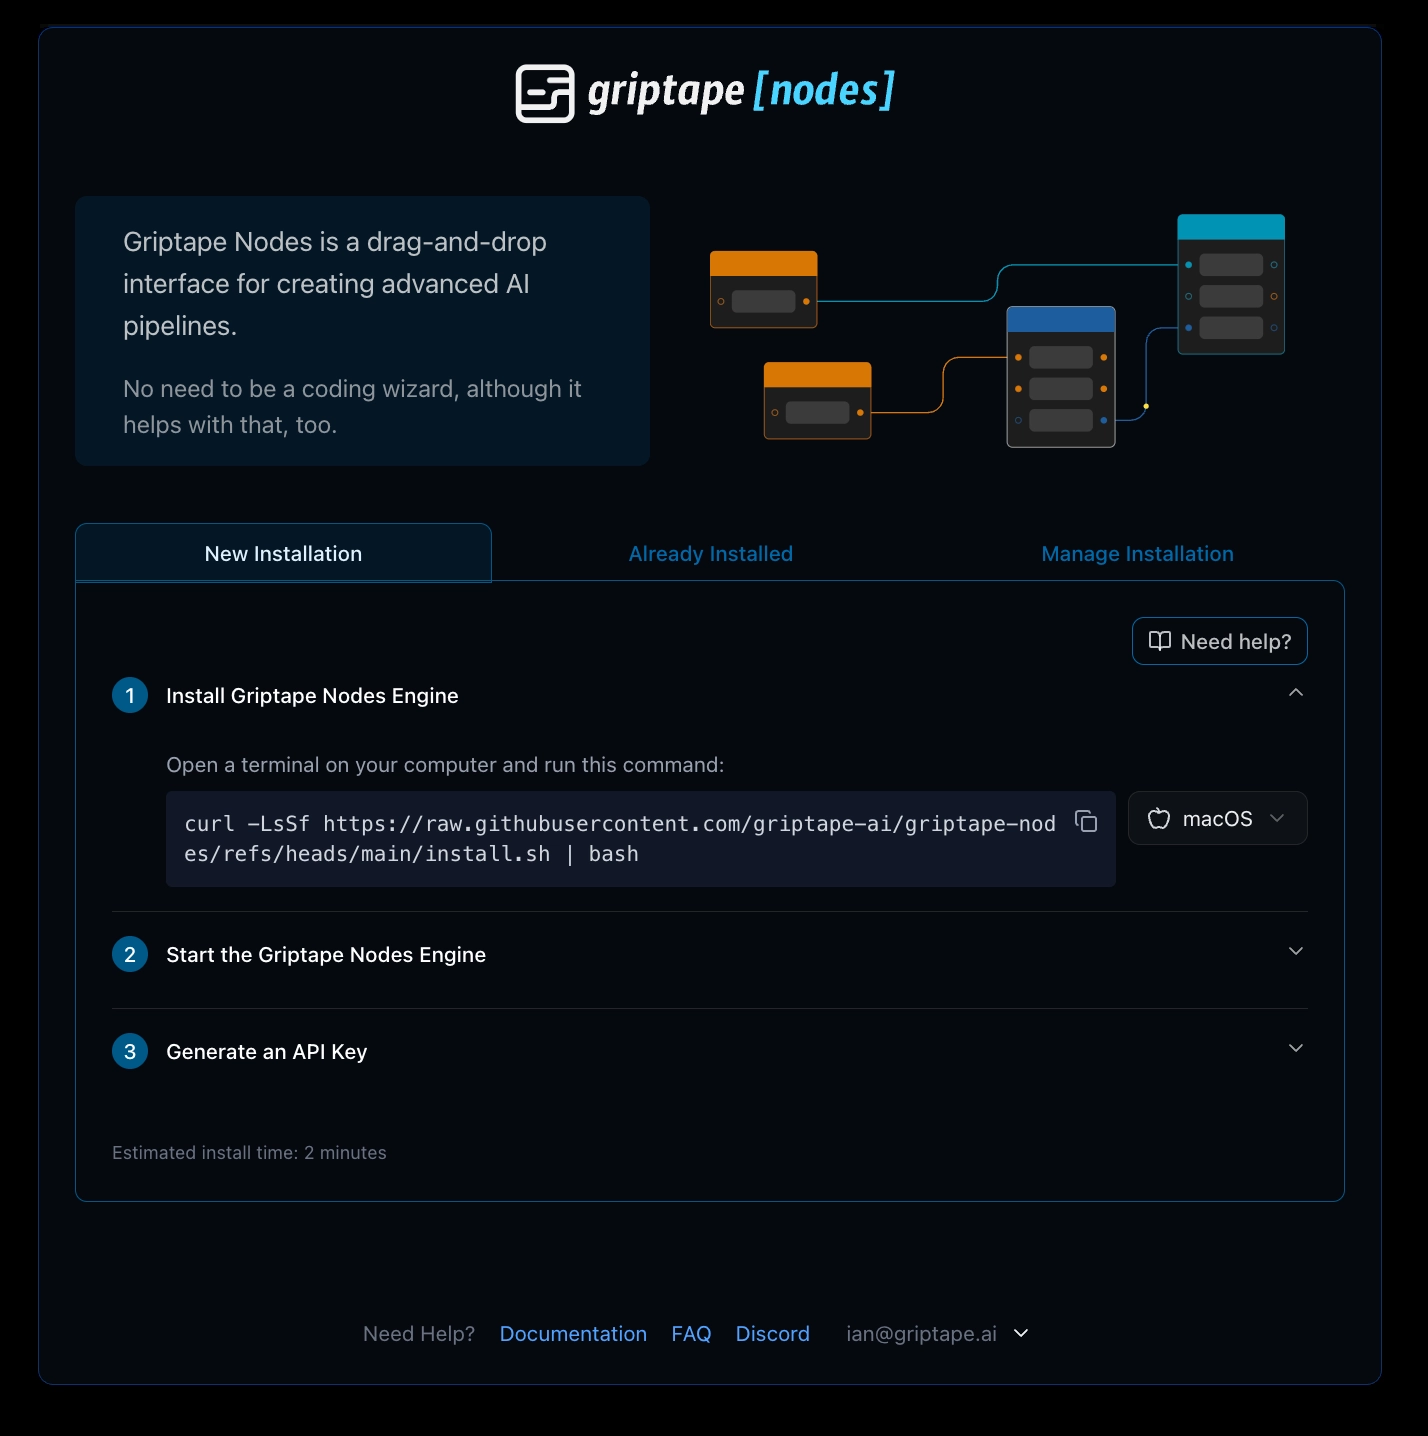 griptape [nodes]
Griptape Nodes is a drag-and-drop
interface for creating advanced AI
pipelines.
No need to be a coding wizard, although it
helps with that, too.
New Installation
Already Installed
Manage Installation
Need help?
1 Install Griptape Nodes Engine
Open a terminal on your computer and run this command:
curl -LsSf https://raw.githubusercontent.com/griptape-ai/griptape-nod
es/refs/heads/main/install.sh | bash
macOS
2 Start the Griptape Nodes Engine
3 Generate an API Key
Estimated install time: 2 minutes
Need Help? Documentation FAQ Discord ian@griptape.ai